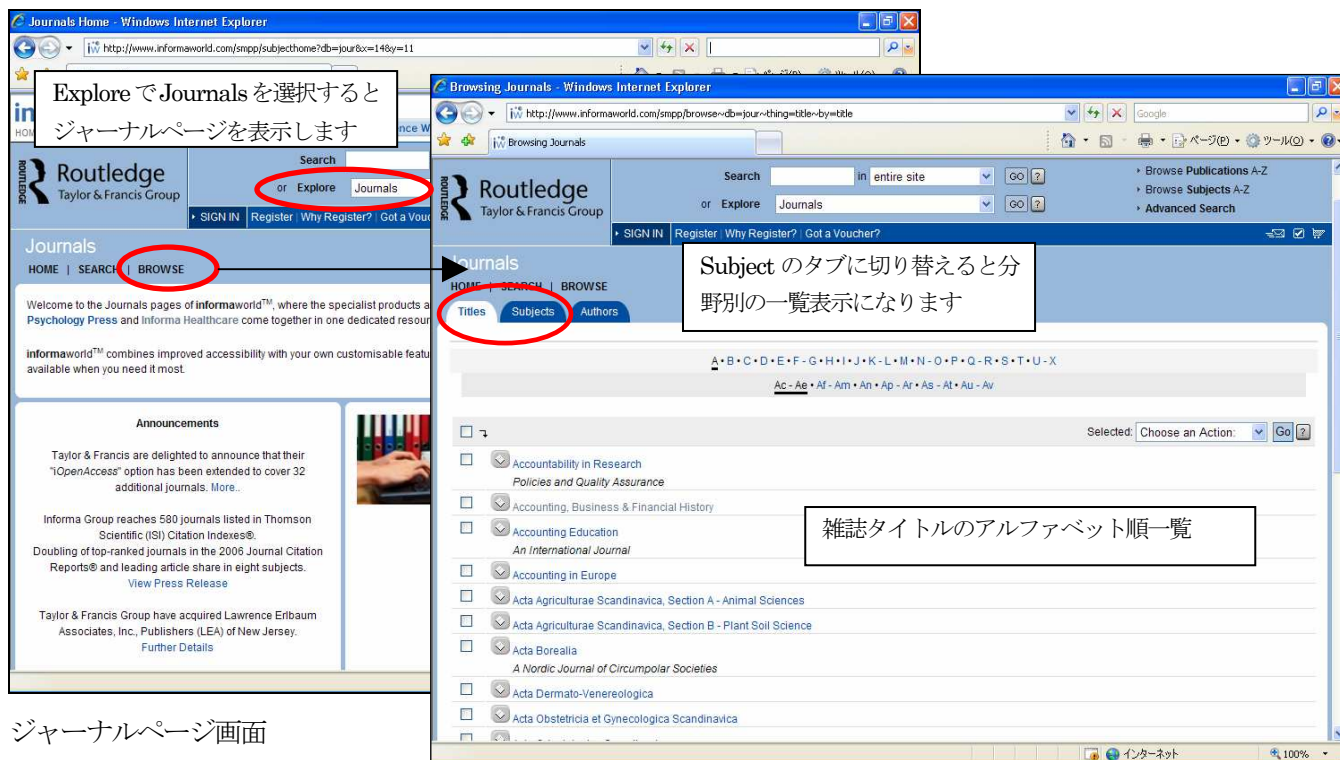 Journals Home - Windows Internet Explorer
http://www.informaworld.com/smpp/subjecthome?db=jour&x=14&y=11
Explore で Journals を選択すると
ジャーナルページを表示します
Routledge
Taylor & Francis Group
ROUTLEDGE
Search
or Explore Journals
SIGN IN Register | Why Register? | Got a
Journals
HOME | SEARCH | BROWSE
Welcome to the Journals pages of informaworld™, where the specialist products
Psychology Press and Informa Healthcare come together in one dedicated
informaworld™ combines improved accessibility with your own customisable
available when you need it most.
Announcements
Taylor & Francis are delighted to announce that their
"iOpenAccess" option has been extended to cover 32
additional journals. More..
Informa Group reaches 580 journals listed in Thomson
Scientific (ISI) Citation Indexes®.
Doubling of top-ranked journals in the 2006 Journal Citation
Reports® and leading article share in eight subjects.
View Press Release
Taylor & Francis Group have acquired Lawrence Erlbaum
Associates, Inc., Publishers (LEA) of New Jersey.
Further Details
ジャーナルページ画面
Browsing Journals - Windows Internet Explorer
http://www.informaworld.com/smpp/browse~db=jour~thing=title~by=title
Google
Browsing Journals
ページ(P) ツール(O)
ROUTLEDGE
Routledge
Taylor & Francis Group
Search in entire site GO ?
or Explore Journals GO ?
Browse Publications A-Z
Browse Subjects A-Z
Advanced Search
SIGN IN Register | Why Register? | Got a Voucher?
Journals
HOME | SEARCH | BROWSE
Subject のタブに切り替えると分
野別の一覧表示になります
Titles Subjects Authors
A • B • C • D • E • F - G • H • I • J • K - L • M • N - O • P • Q - R • S • T • U - X
Ac - Ae • Af - Am • An • Ap - Ar • As - At • Au - Av
Selected: Choose an Action: Go ?
Accountability in Research
Policies and Quality Assurance
Accounting, Business & Financial History
雑誌タイトルのアルファベット順一覧
Accounting Education
An International Journal
Accounting in Europe
Acta Agriculturae Scandinavica, Section A - Animal Sciences
Acta Agriculturae Scandinavica, Section B - Plant Soil Science
Acta Borealia
A Nordic Journal of Circumpolar Societies
Acta Dermato-Venereologica
Acta Obstetricia et Gynecologica Scandinavica
インターネット 100%